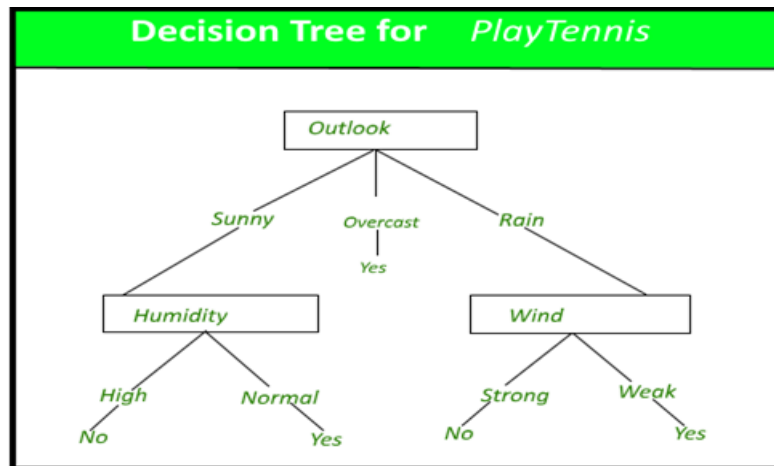 Decision Tree for PlayTennis
Outlook
Sunny Overcast Rain
Yes
Humidity Wind
High Normal Strong Weak
No Yes No Yes